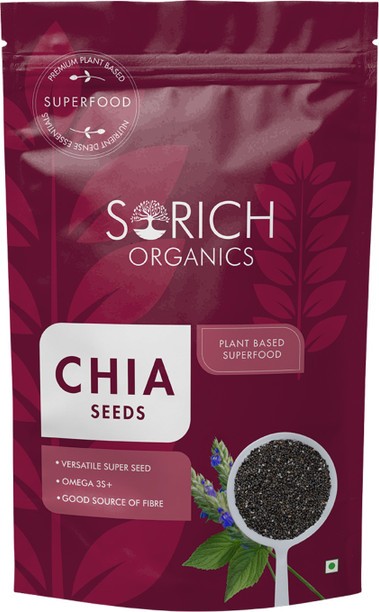 PREMIUM PLANT BASED
SUPERFOOD
NUTRIENT DENSE ESSENTIALS
SORICH
ORGANICS
PLANT BASED
SUPERFOOD
CHIA
SEEDS
• VERSATILE SUPER SEED
• OMEGA 3S+
• GOOD SOURCE OF FIBRE